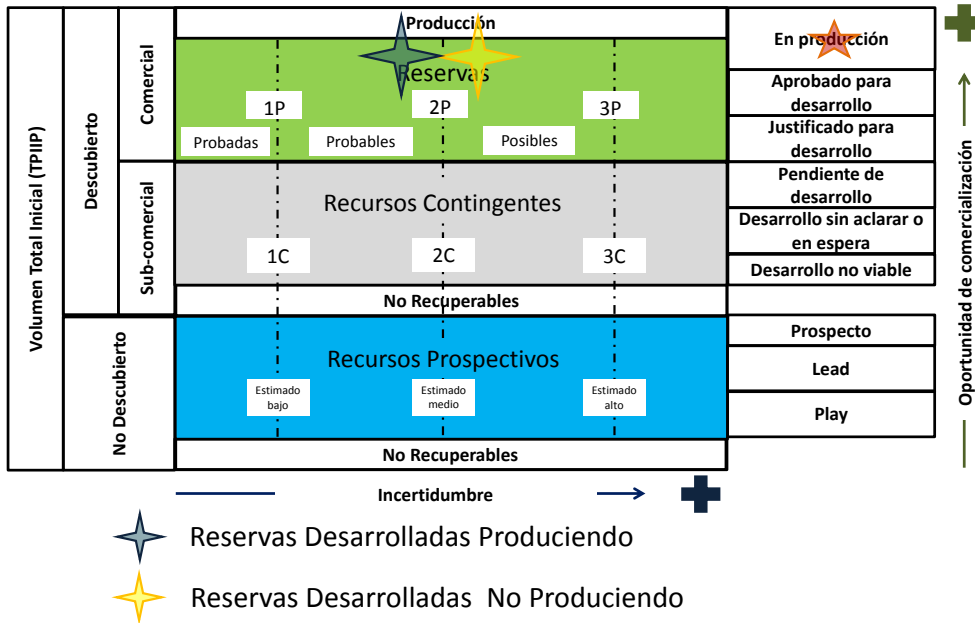 Volumen Total Inicial (TPIIP)
Descubierto
No Descubierto
Comercial
Sub-comercial
Producción
Reservas
1P
2P
3P
Probadas
Probables
Posibles
Recursos Contingentes
1C
2C
3C
No Recuperables
Recursos Prospectivos
Estimado
bajo
Estimado
medio
Estimado
alto
No Recuperables
En producción
Aprobado para
desarrollo
Justificado para
desarrollo
Pendiente de
desarrollo
Desarrollo sin aclarar o
en espera
Desarrollo no viable
Prospecto
Lead
Play
Oportunidad de comercialización
Incertidumbre
Reservas Desarrolladas Produciendo
Reservas Desarrolladas No Produciendo